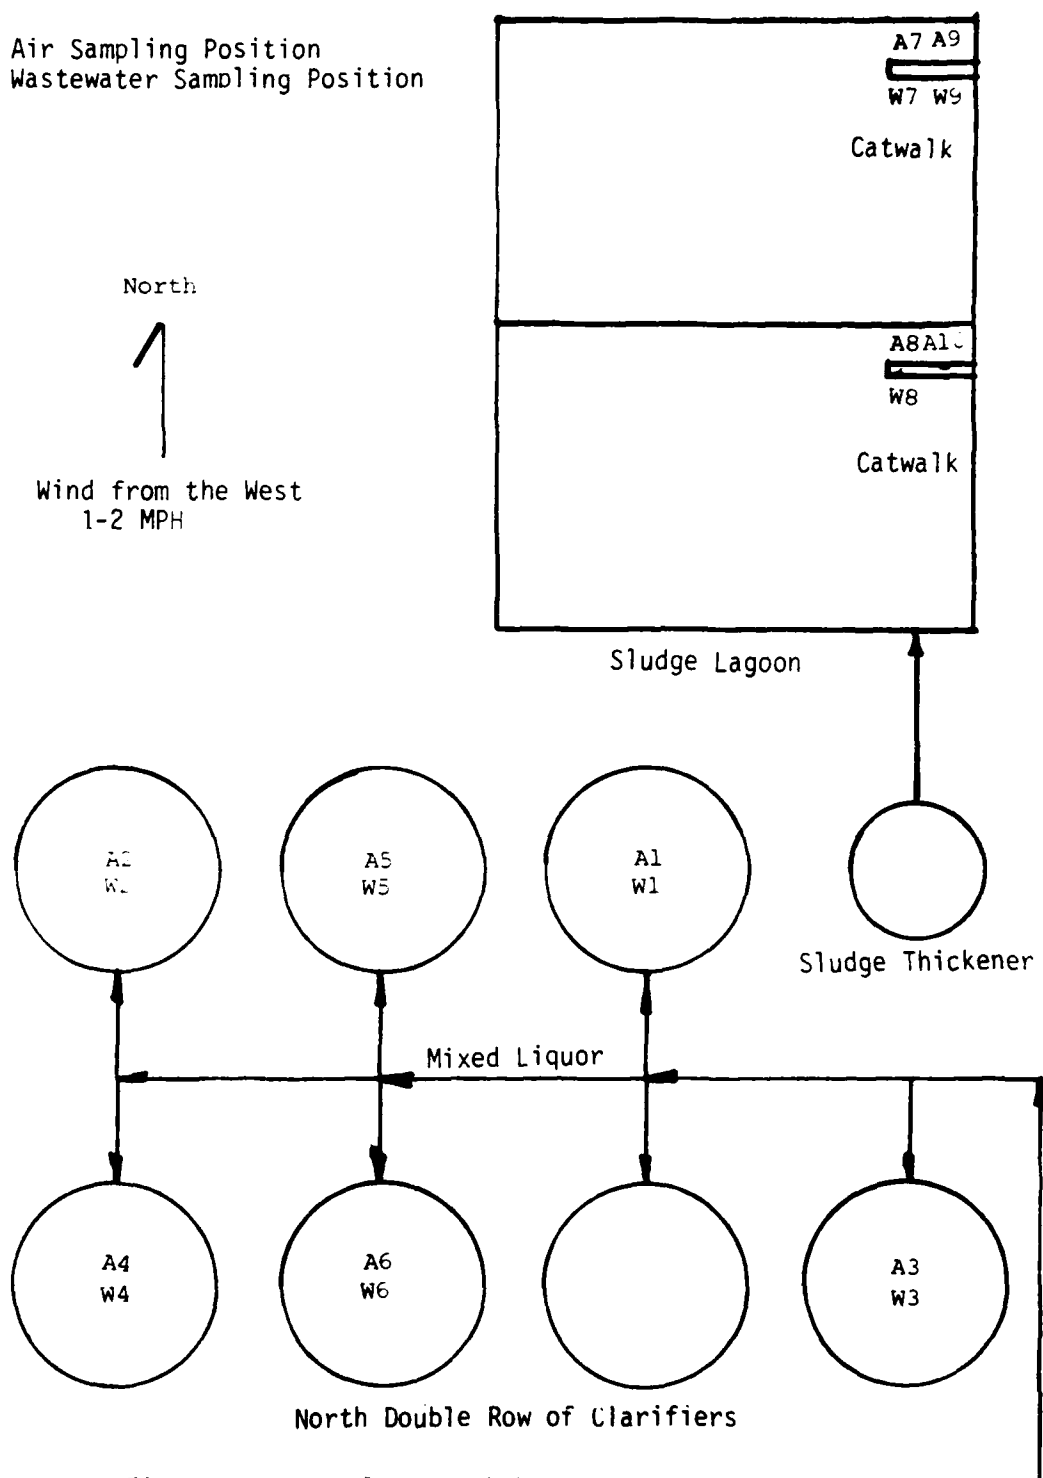 Air Sampling Position
Wastewater Sampling Position
A7 A9
W7 W9
Catwalk
North
A8
W8
Catwalk
Wind from the West
1-2 MPH
Sludge Lagoon
A5
W5
A1
W1
Sludge Thickener
Mixed Liquor
A4
W4
A6
W6
A3
W3
North Double Row of Clarifiers